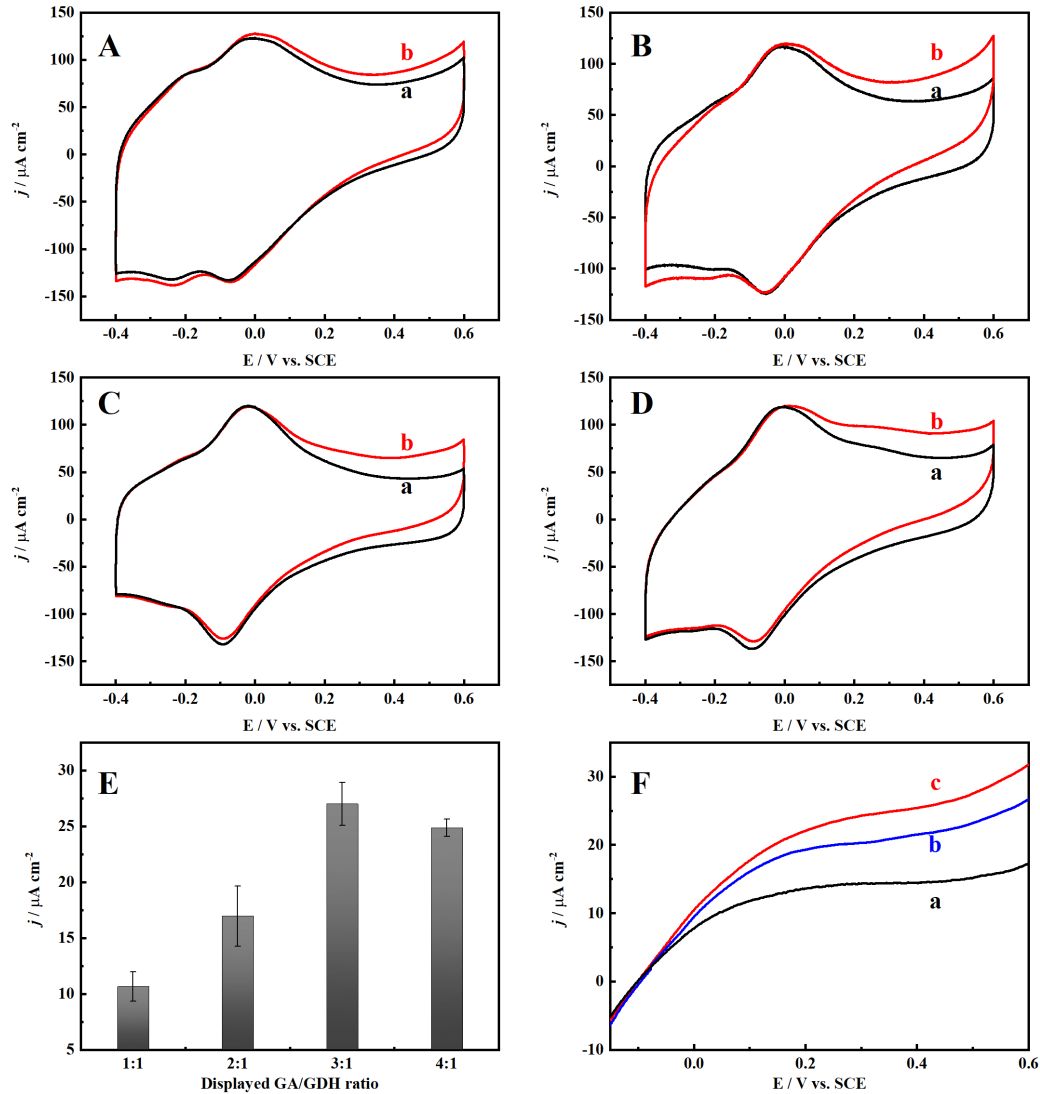 A
b
a
150
100
50
0
-50
-100
-150
-0.4 -0.2 0.0 0.2 0.4 0.6
j / μA cm⁻²
E / V vs. SCE
B
b
a
150
100
50
0
-50
-100
-150
-0.4 -0.2 0.0 0.2 0.4 0.6
j / μA cm⁻²
E / V vs. SCE
C
b
a
150
100
50
0
-50
-100
-150
-0.4 -0.2 0.0 0.2 0.4 0.6
j / μA cm⁻²
E / V vs. SCE
D
b
a
150
100
50
0
-50
-100
-150
-0.4 -0.2 0.0 0.2 0.4 0.6
j / μA cm⁻²
E / V vs. SCE
E
30
25
20
15
10
5
1:1 2:1 3:1 4:1
j / μA cm⁻²
Displayed GA/GDH ratio
F
c
b
a
30
20
10
0
-10
0.0 0.2 0.4 0.6
j / μA cm⁻²
E / V vs. SCE